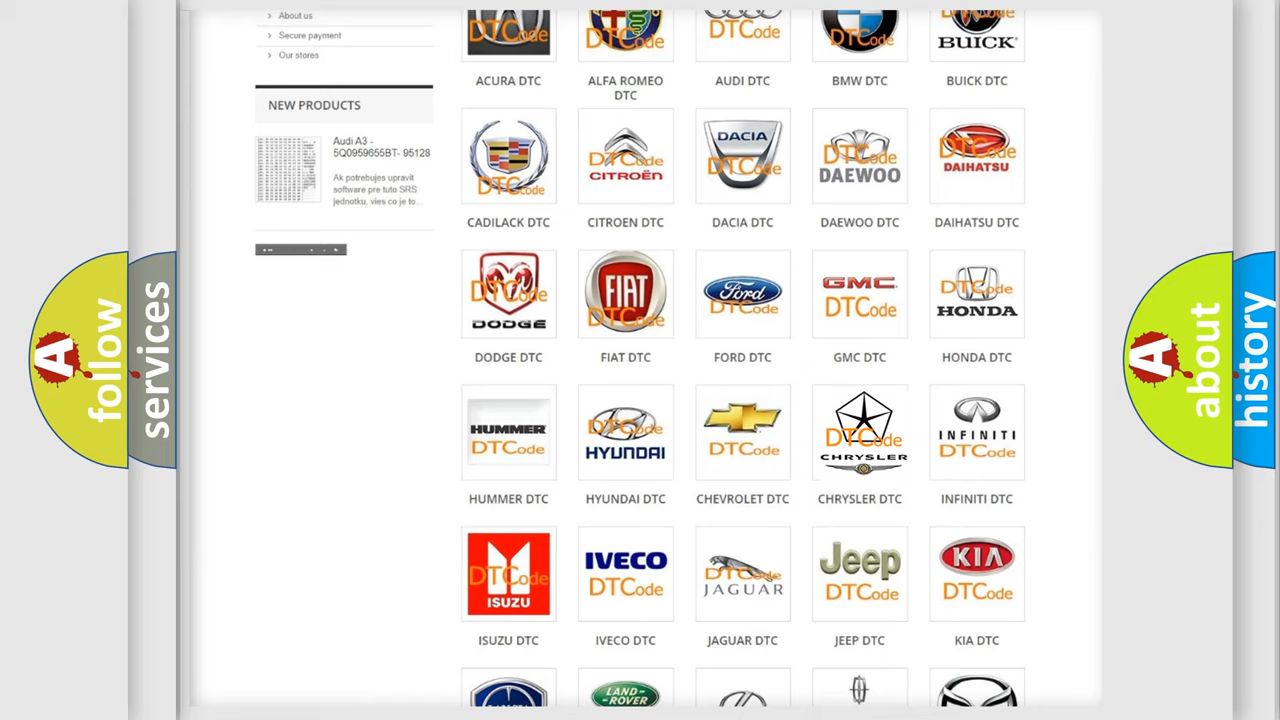 About us
Secure payment
Our stores
NEW PRODUCTS
Audi A3 -
5Q0959655BT- 95128
Ak potrebujes upravit
software pre tuto SRS
jednotku, vies co je to...
DTCode
DTCode
DTCode
DTCode
BUICK
ACURA DTC
ALFA ROMEO
DTC
AUDI DTC
BMW DTC
BUICK DTC
DTCode
DTCode
CITROËN
DACIA
DTCode
DTCode
DAEWOO
DTCode
DAIHATSU
CADILACK DTC
CITROEN DTC
DACIA DTC
DAEWOO DTC
DAIHATSU DTC
DTCode
DODGE
FIAT
DTCode
Ford
DTCode
GMC
DTCode
DTCode
HONDA
DODGE DTC
FIAT DTC
FORD DTC
GMC DTC
HONDA DTC
HUMMER
DTCode
DTCode
HYUNDAI
DTCode
DTCode
CHRYSLER
INFINITI
DTCode
HUMMER DTC
HYUNDAI DTC
CHEVROLET DTC
CHRYSLER DTC
INFINITI DTC
DTCode
ISUZU
IVECO
DTCode
DTCode
JAGUAR
Jeep
DTCode
KIA
DTCode
ISUZU DTC
IVECO DTC
JAGUAR DTC
JEEP DTC
KIA DTC
LAND-
ROVER
A
follow
services
A
about
history